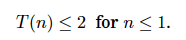 T(n) ≤ 2 for n ≤ 1.